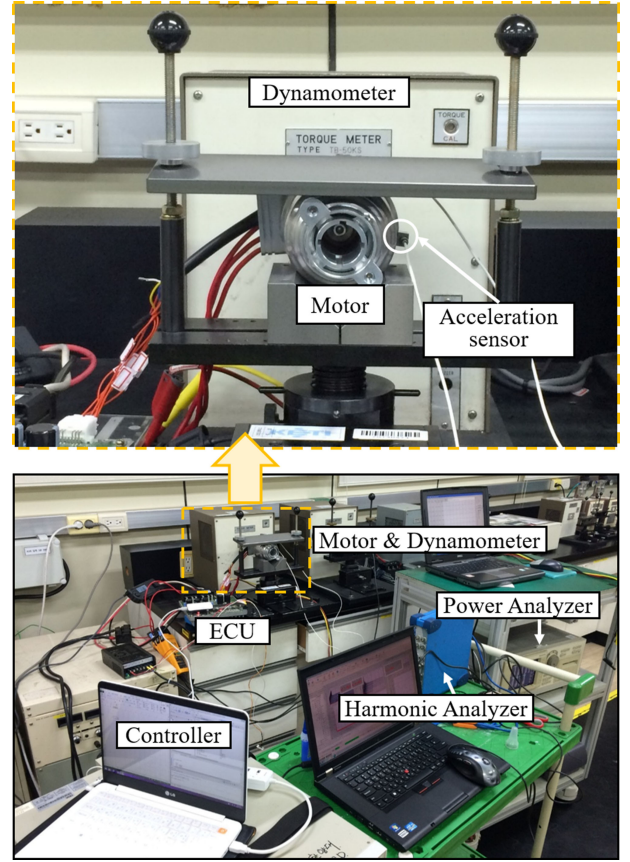 Dynamometer
TORQUE
CAL
TORQUE METER
TYPE TB-50KS
Motor
Acceleration
sensor
Motor & Dynamometer
Power Analyzer
ECU
Harmonic Analyzer
Controller
LG